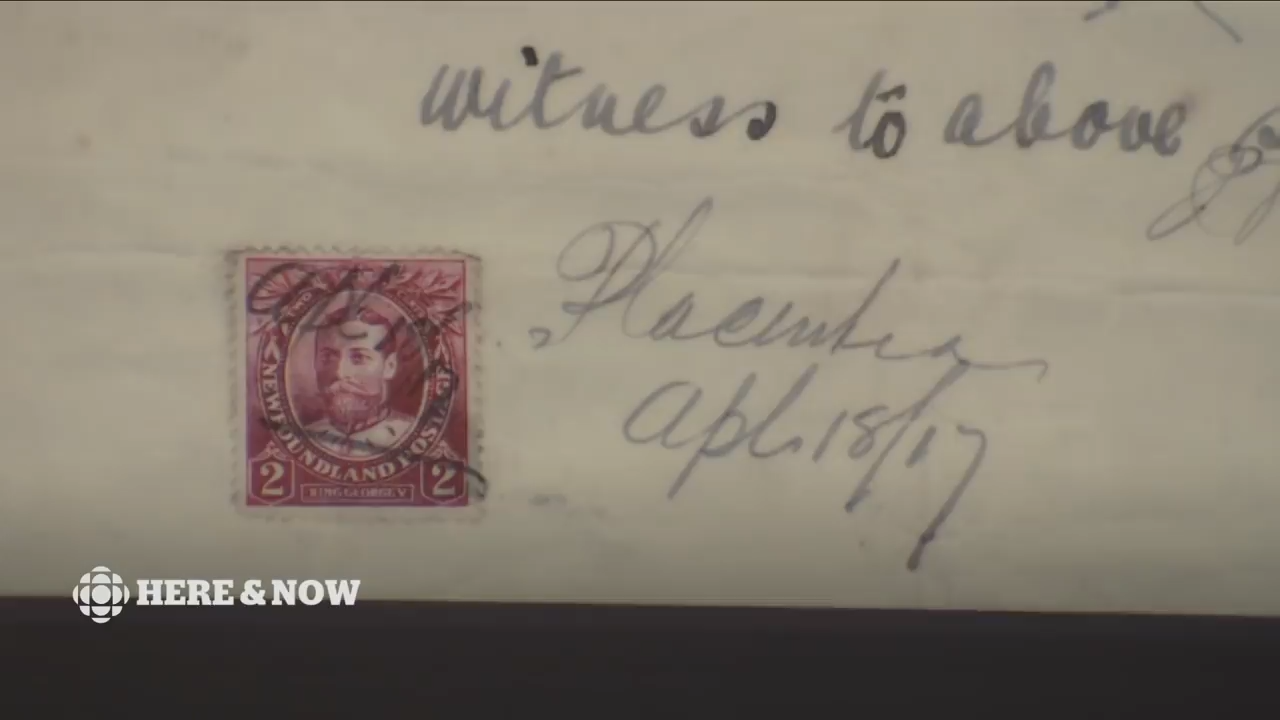 witness to above
Placentia
Apl. 18/17
NEWFOUNDLAND POSTAGE
2 KING GEORGE V 2
HERE & NOW